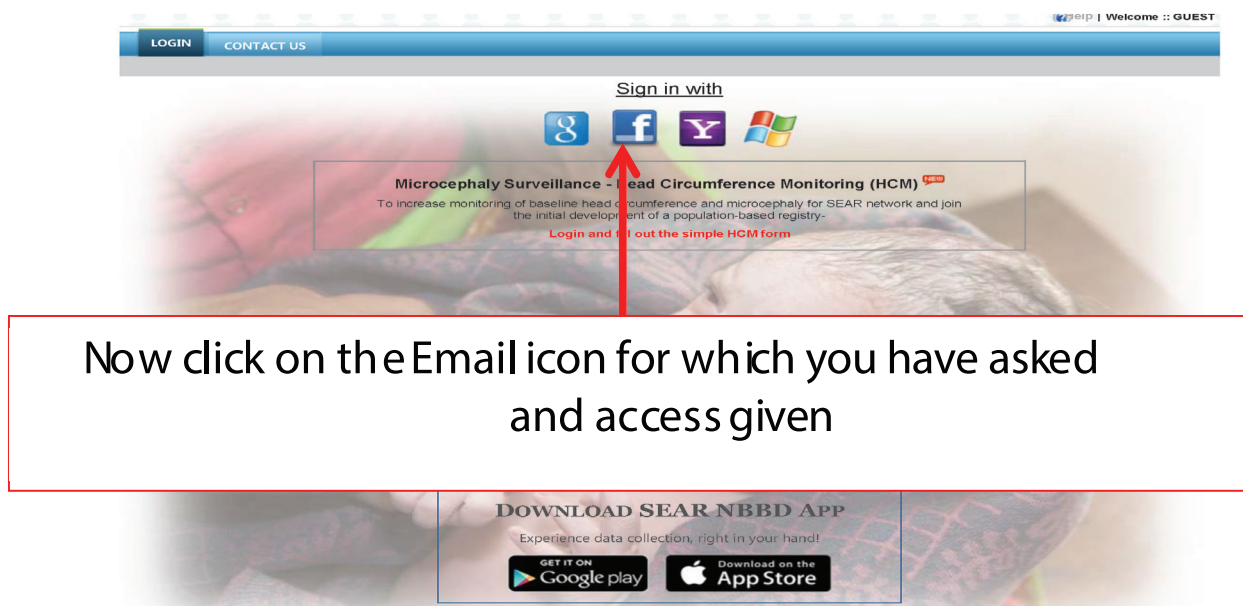 Help | Welcome :: GUEST
LOGIN CONTACT US
Sign in with
g f Y
Microcephaly Surveillance - Head Circumference Monitoring (HCM) NEW
To increase monitoring of baseline head circumference and microcephaly for SEAR network and join
the initial development of a population-based registry-
Login and fill out the simple HCM form
Now click on the Email icon for which you have asked
and access given
DOWNLOAD SEAR NBBD APP
Experience data collection, right in your hand!
GET IT ON
Google play
Download on the
App Store